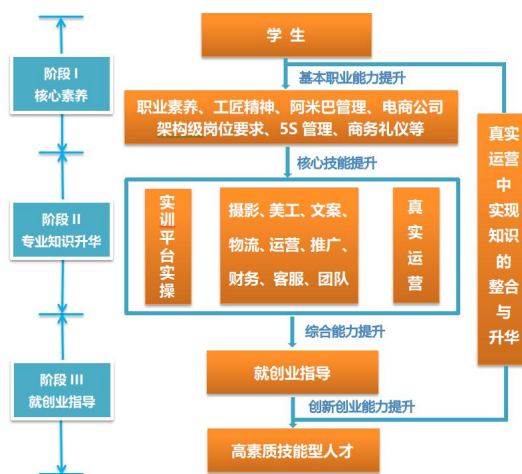 学 生
阶段 I
核心素养
基本职业能力提升
职业素养、工匠精神、阿米巴管理、电商公司
架构级岗位要求、5S 管理、商务礼仪等
核心技能提升
阶段 II
专业知识升华
实训平台实操
摄影、美工、文案、
物流、运营、推广、
财务、客服、团队
真实运营
真实
运营
中
实现
知识
的
整合
与
升华
综合能力提升
阶段 III
就创业指导
就创业指导
创新创业能力提升
高素质技能型人才